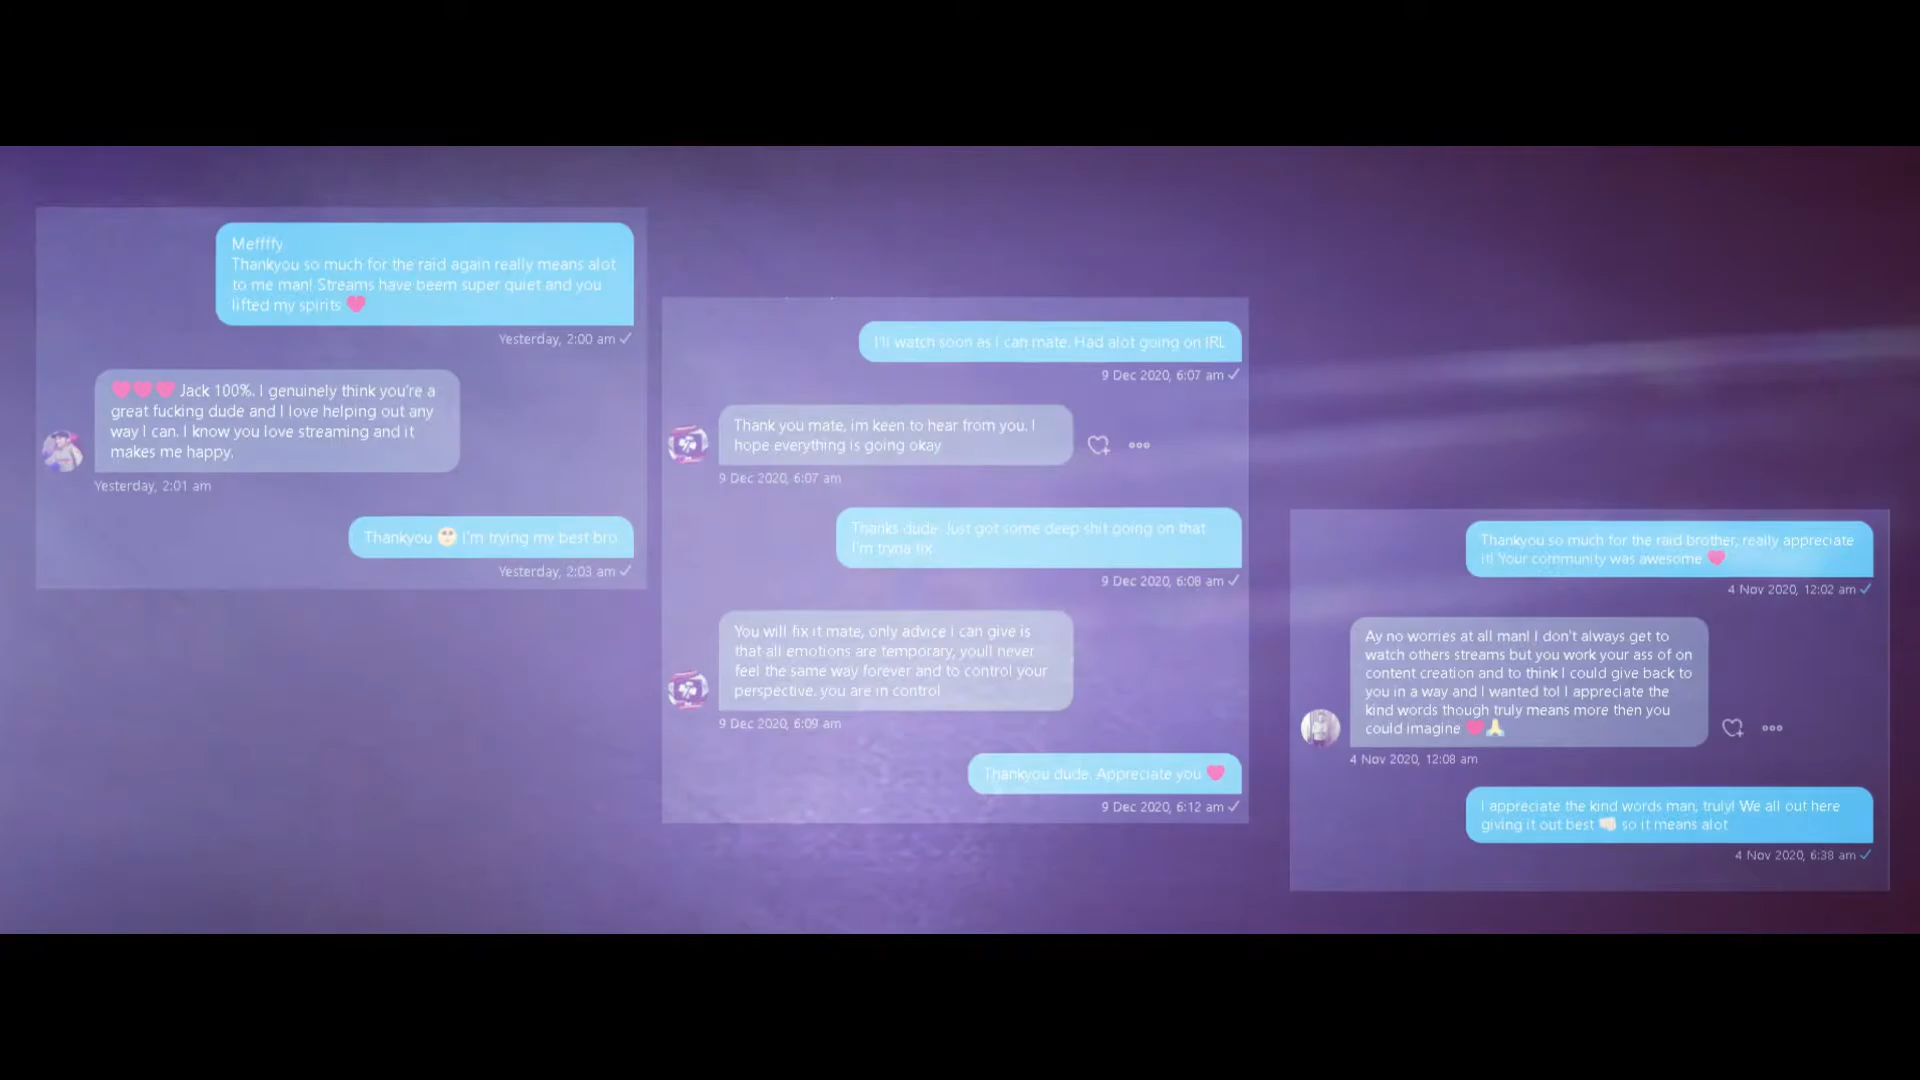 Meffffy
Thankyou so much for the raid again really means alot
to me man! Streams have beem super quiet and you
lifted my spirits 💗
Yesterday, 2:00 am ✓
💗💗💗 Jack 100%. I genuinely think you're a
great fucking dude and I love helping out any
way I can. I know you love streaming and it
makes me happy.
Yesterday, 2:01 am
Thankyou 🥺 I'm trying my best bro
Yesterday, 2:03 am ✓
I'll watch soon as I can mate. Had alot going on IRL
9 Dec 2020, 6:07 am ✓
Thank you mate, im keen to hear from you. I
hope everything is going okay
9 Dec 2020, 6:07 am
Thanks dude. Just got some deep shit going on that
I'm tryna fix
9 Dec 2020, 6:08 am ✓
You will fix it mate, only advice i can give is
that all emotions are temporary, youll never
feel the same way forever and to control your
perspective. you are in control
9 Dec 2020, 6:09 am
Thankyou dude. Appreciate you 💗
9 Dec 2020, 6:12 am ✓
Thankyou so much for the raid brother, really appreciate
it! Your community was awesome 💗
4 Nov 2020, 12:02 am ✓
Ay no worries at all man! I don't always get to
watch others streams but you work your ass of on
content creation and to think I could give back to
you in a way and I wanted to! I appreciate the
kind words though truly means more then you
could imagine 💗🙏
4 Nov 2020, 12:08 am
I appreciate the kind words man, truly! We all out here
giving it out best 👊 so it means alot
4 Nov 2020, 6:38 am ✓